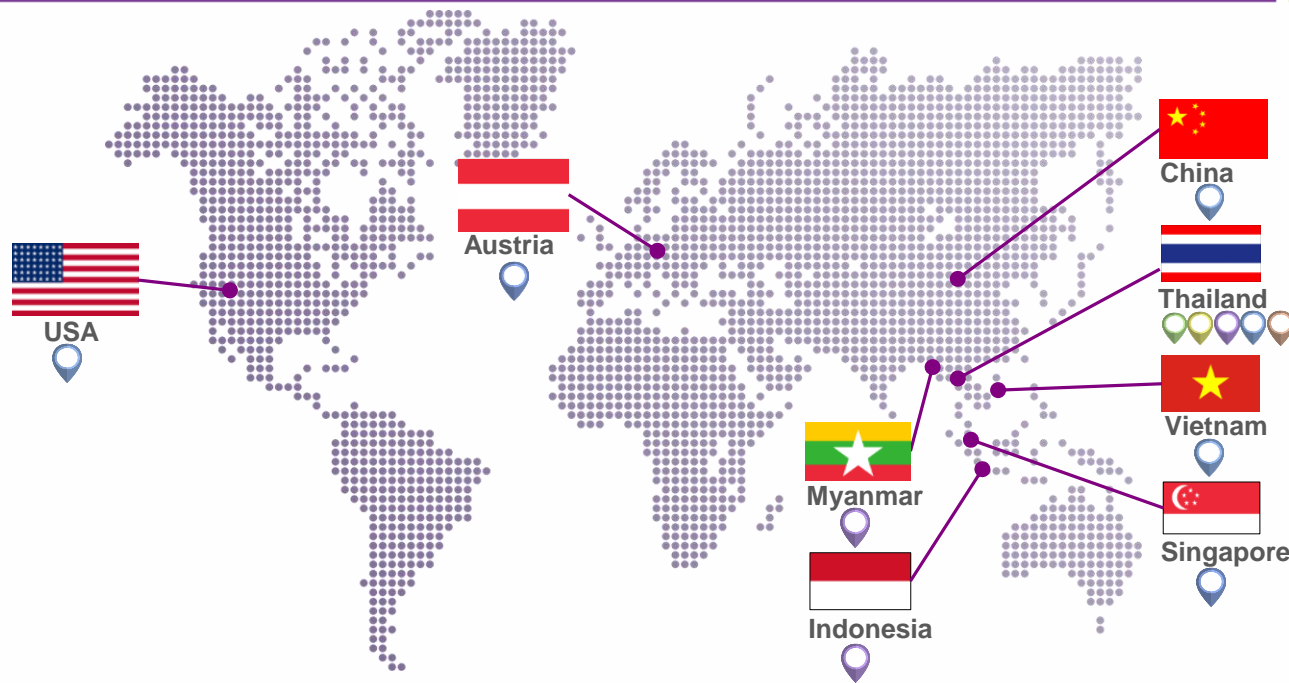 China
Austria
Thailand
USA
Vietnam
Myanmar
Singapore
Indonesia